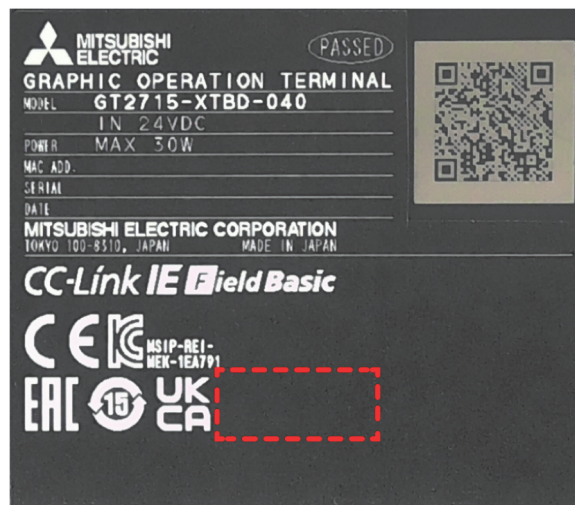 MITSUBISHI
ELECTRIC
PASSED
GRAPHIC OPERATION TERMINAL
MODEL GT2715-XTBD-040
IN 24VDC
POWER MAX 30W
MAC ADD.
SERIAL
DATE
MITSUBISHI ELECTRIC CORPORATION
TOKYO 100-8310, JAPAN MADE IN JAPAN
CC-Link IE Field Basic
CE
MSIP-REI-
MEK-1EA791
EAC 15 UK
CA